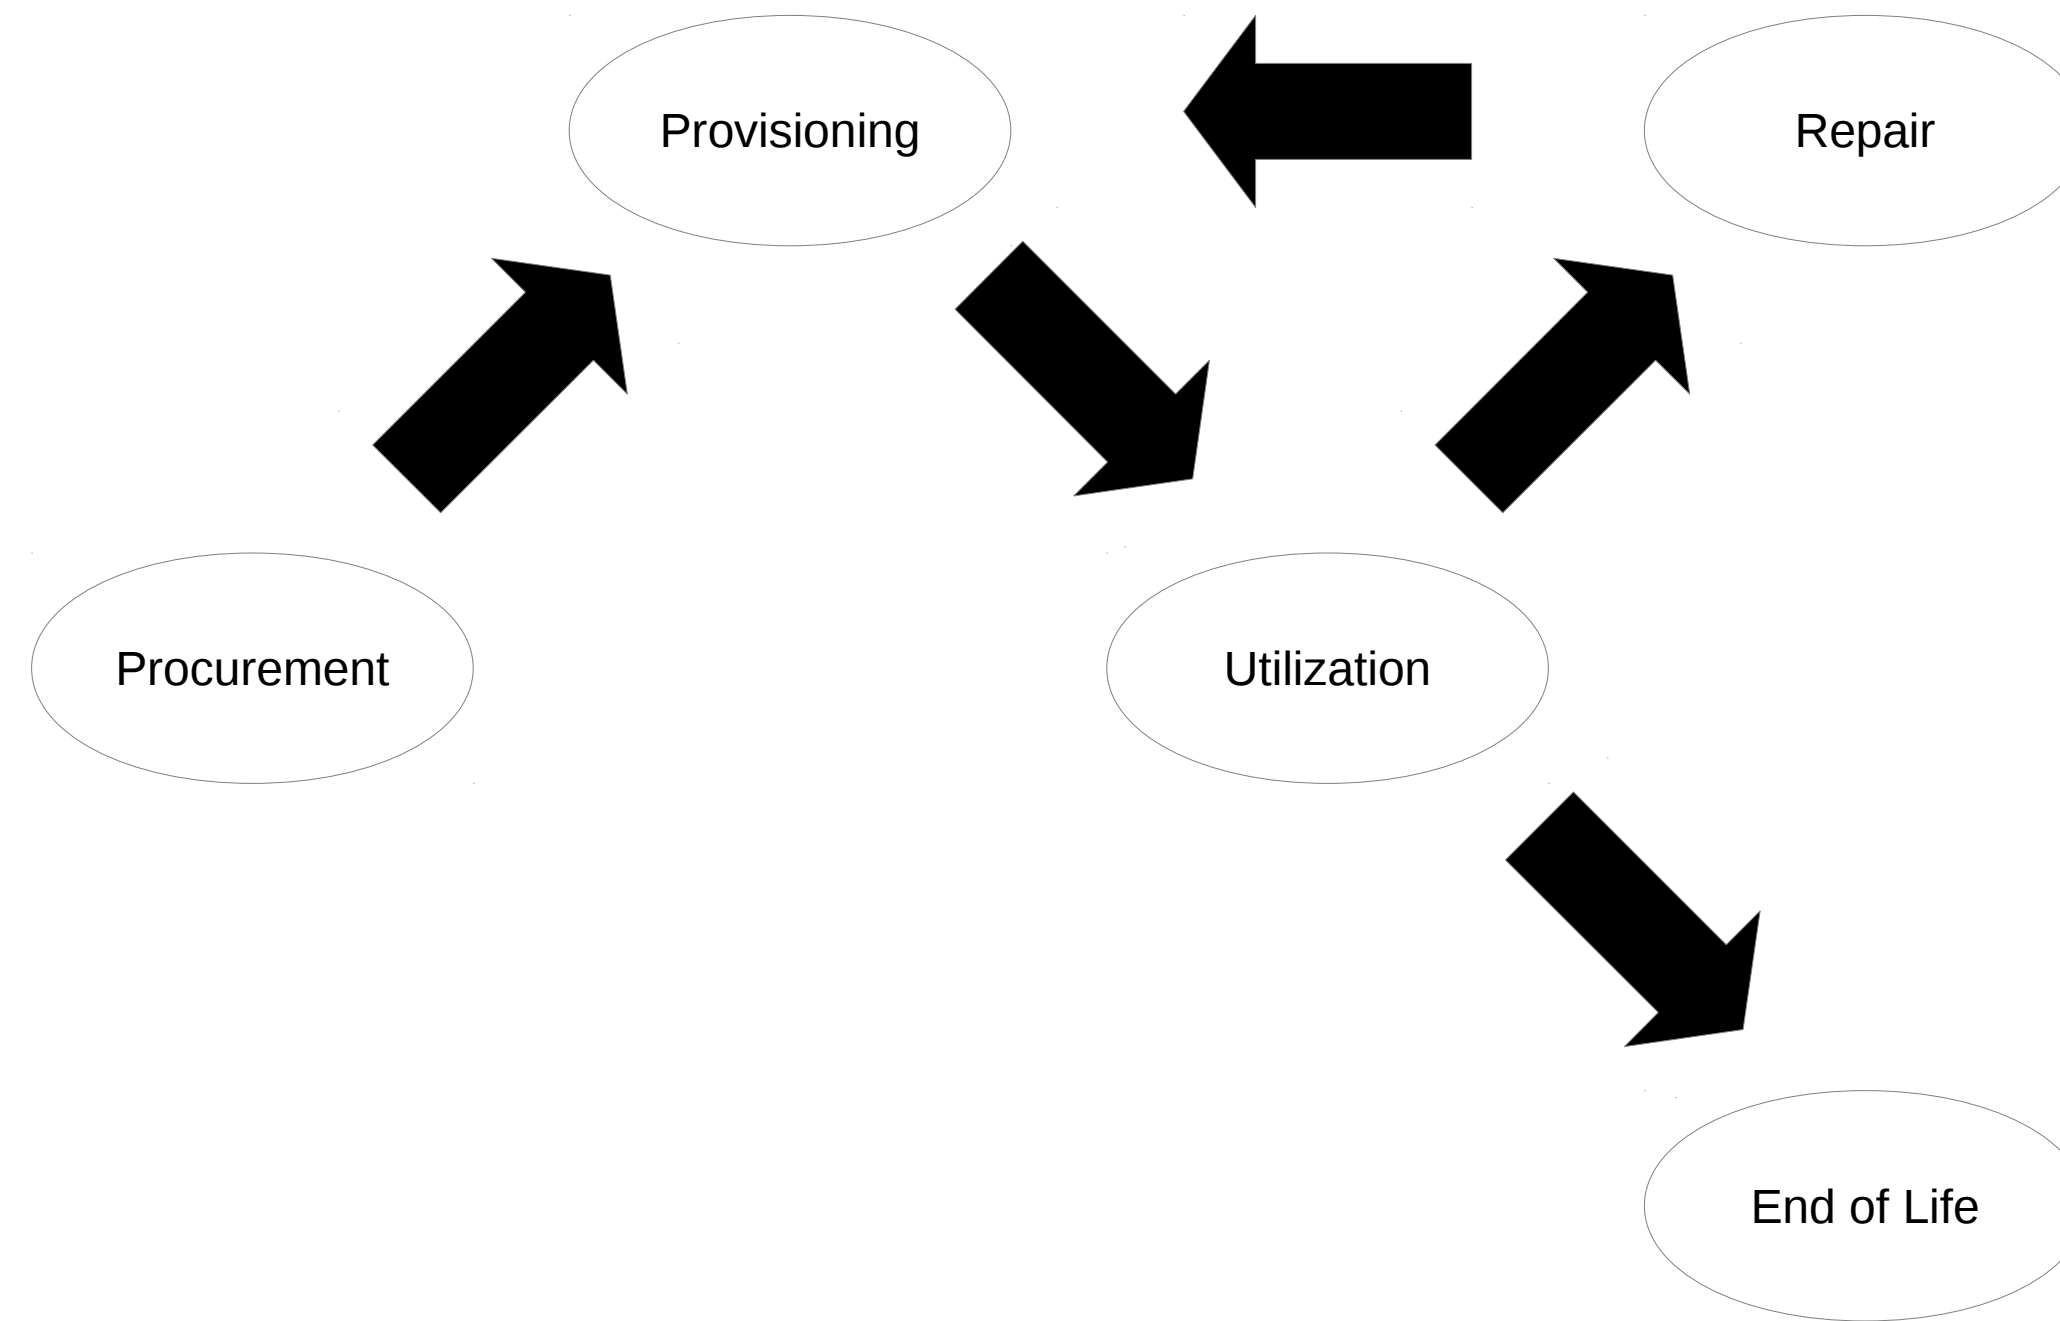 Provisioning
Repair
Procurement
Utilization
End of Life